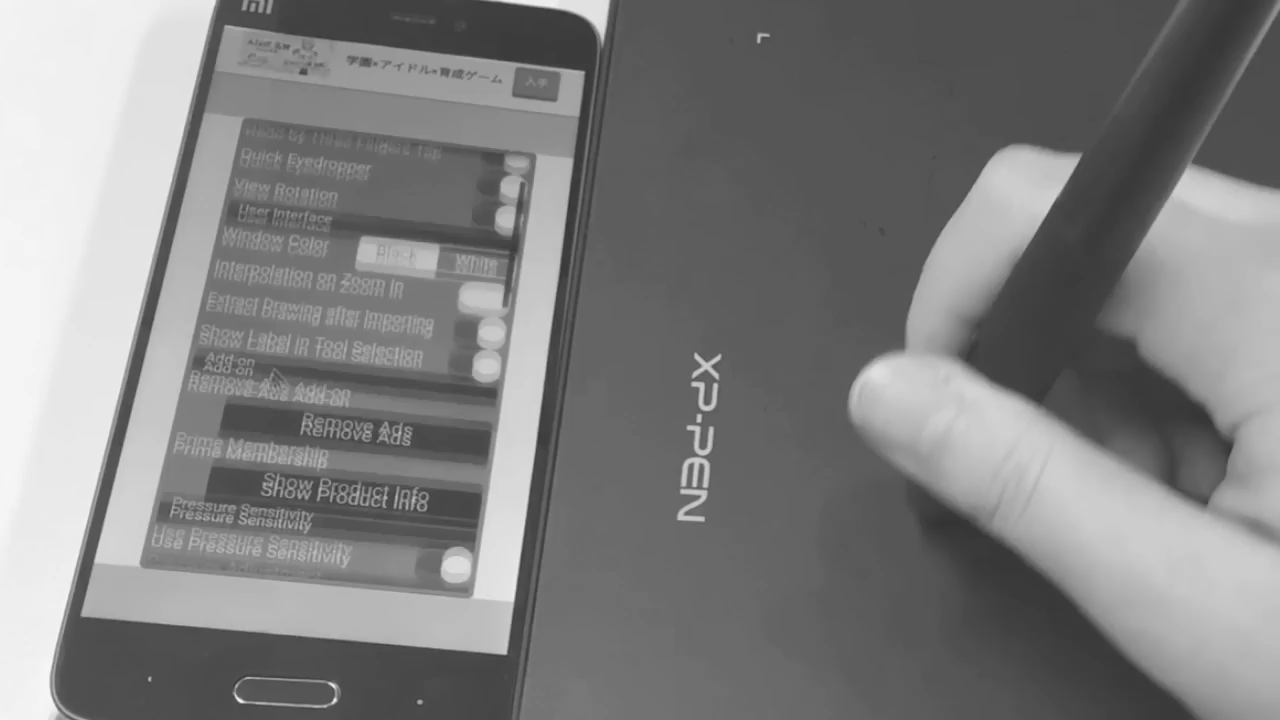 mi
学園×アイドル×育成ゲーム
入手
Quick Eyedropper
View Rotation
User Interface
Window Color
Black
White
Interpolation on Zoom In
Extract Drawing after Importing
Show Label in Tool Selection
Add-on
Remove Ads Add-on
Remove Ads
Prime Membership
Show Product Info
Pressure Sensitivity
Use Pressure Sensitivity
XP-PEN